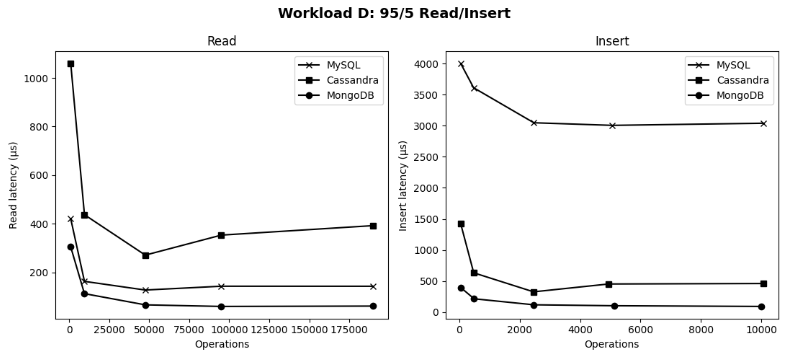 Workload D: 95/5 Read/Insert
Read
Read latency (μs)
1000
800
600
400
200
0
25000
50000
75000
100000
125000
150000
175000
Operations
MySQL
Cassandra
MongoDB
Insert
Insert latency (μs)
4000
3500
3000
2500
2000
1500
1000
500
0
0
2000
4000
6000
8000
10000
Operations
MySQL
Cassandra
MongoDB